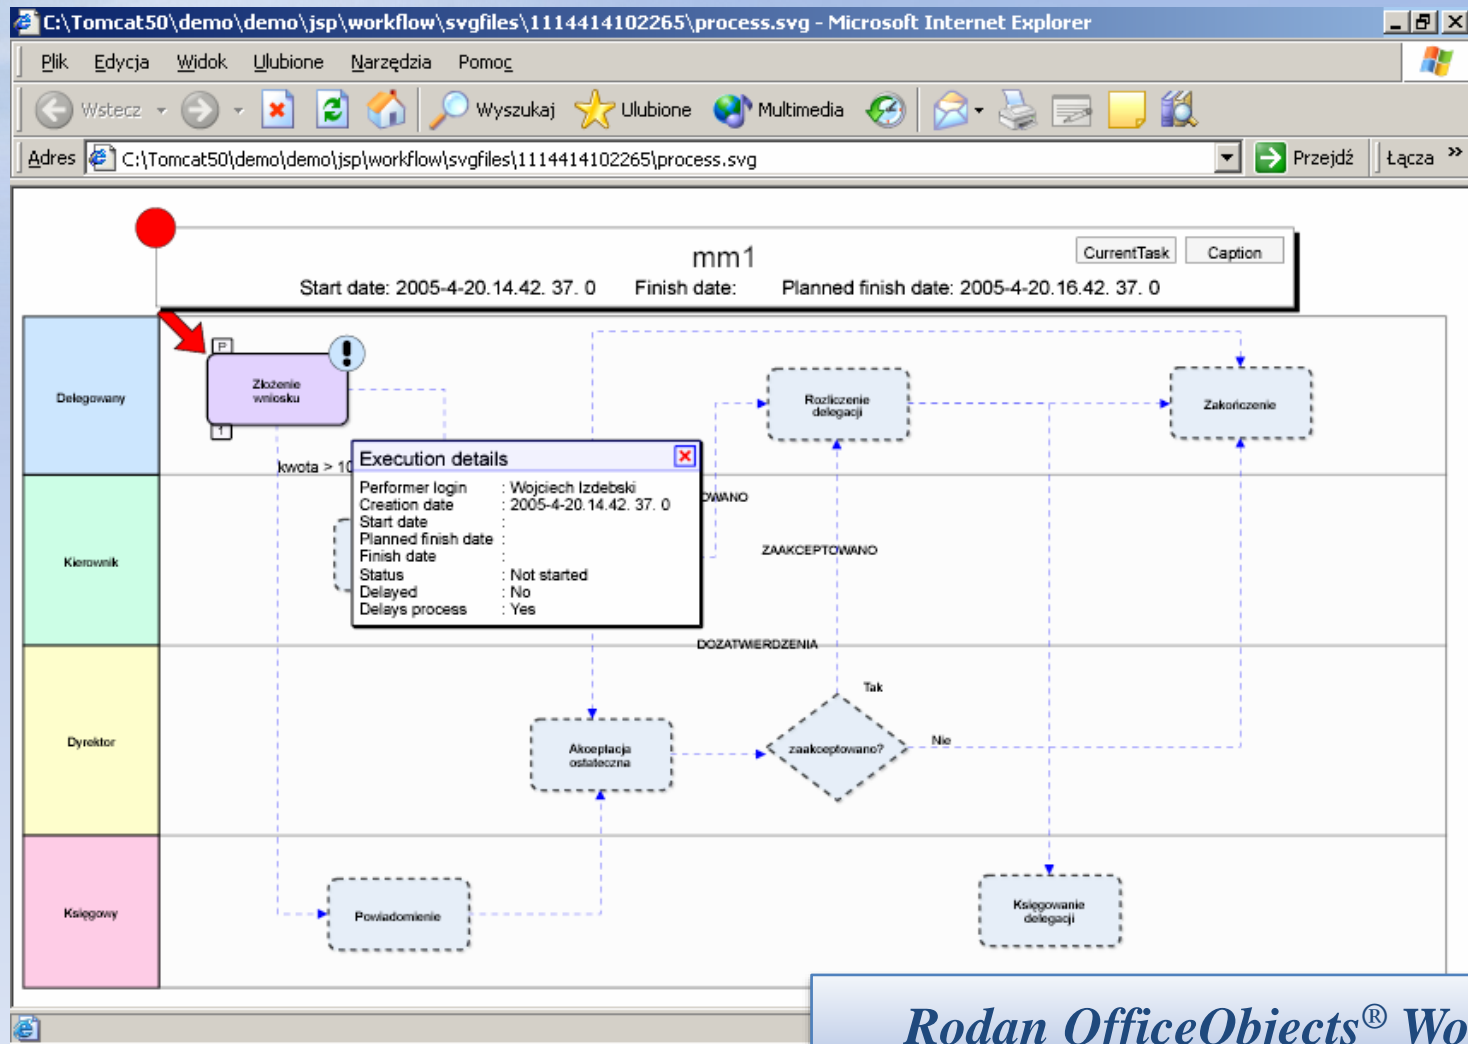 C:\Tomcat50\demo\demo\jsp\workflow\svgfiles\1114414102265\process.svg - Microsoft Internet Explorer
Plik Edycja Widok Ulubione Narzędzia Pomoc
Wstecz Wyszukaj Ulubione Multimedia
Adres C:\Tomcat50\demo\demo\jsp\workflow\svgfiles\1114414102265\process.svg Przejdź Łącza »
mm1 CurrentTask Caption
Start date: 2005-4-20.14.42. 37. 0 Finish date: Planned finish date: 2005-4-20.16.42. 37. 0
Delegowany
P
Złożenie
wniosku
1
Rozliczenie
delegacji
Zakończenie
kwota > 10
Execution details
Performer login : Wojciech Izdebski
Creation date : 2005-4-20.14.42. 37. 0
Start date :
Planned finish date :
Finish date :
Status : Not started
Delayed : No
Delays process : Yes
OWANO
ZAAKCEPTOWANO
Kierownik
DOZATWIERDZENIA
Tak
Dyrektor
Akceptacja
ostateczna
zaakceptowano?
Nie
Księgowy
Powiadomienie
Księgowanie
delegacji
Rodan OfficeObjects® Wo